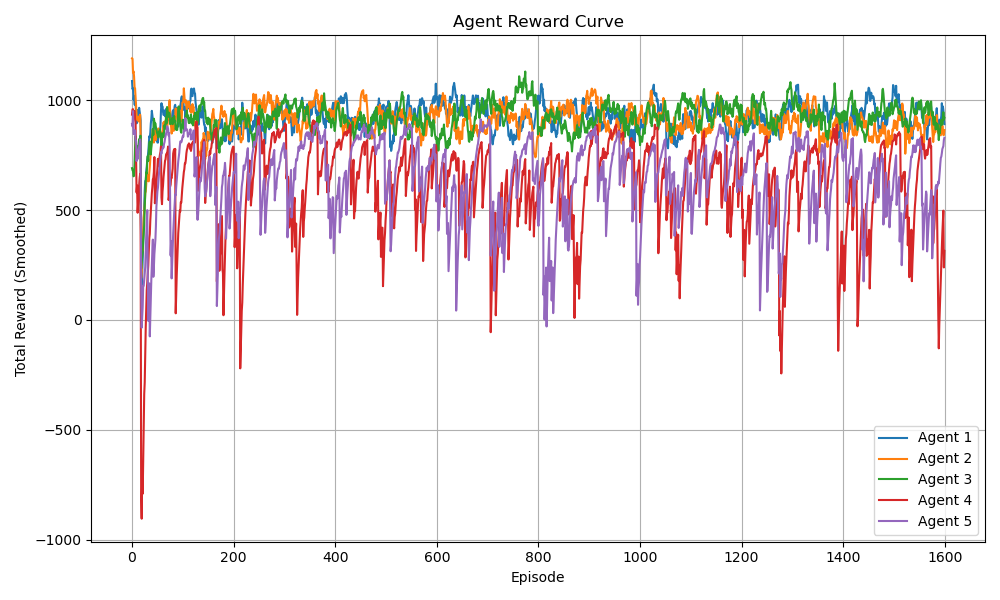 Agent Reward Curve
Total Reward (Smoothed)
1000
500
0
−500
−1000
0 200 400 600 800 1000 1200 1400 1600
Episode
Agent 1
Agent 2
Agent 3
Agent 4
Agent 5